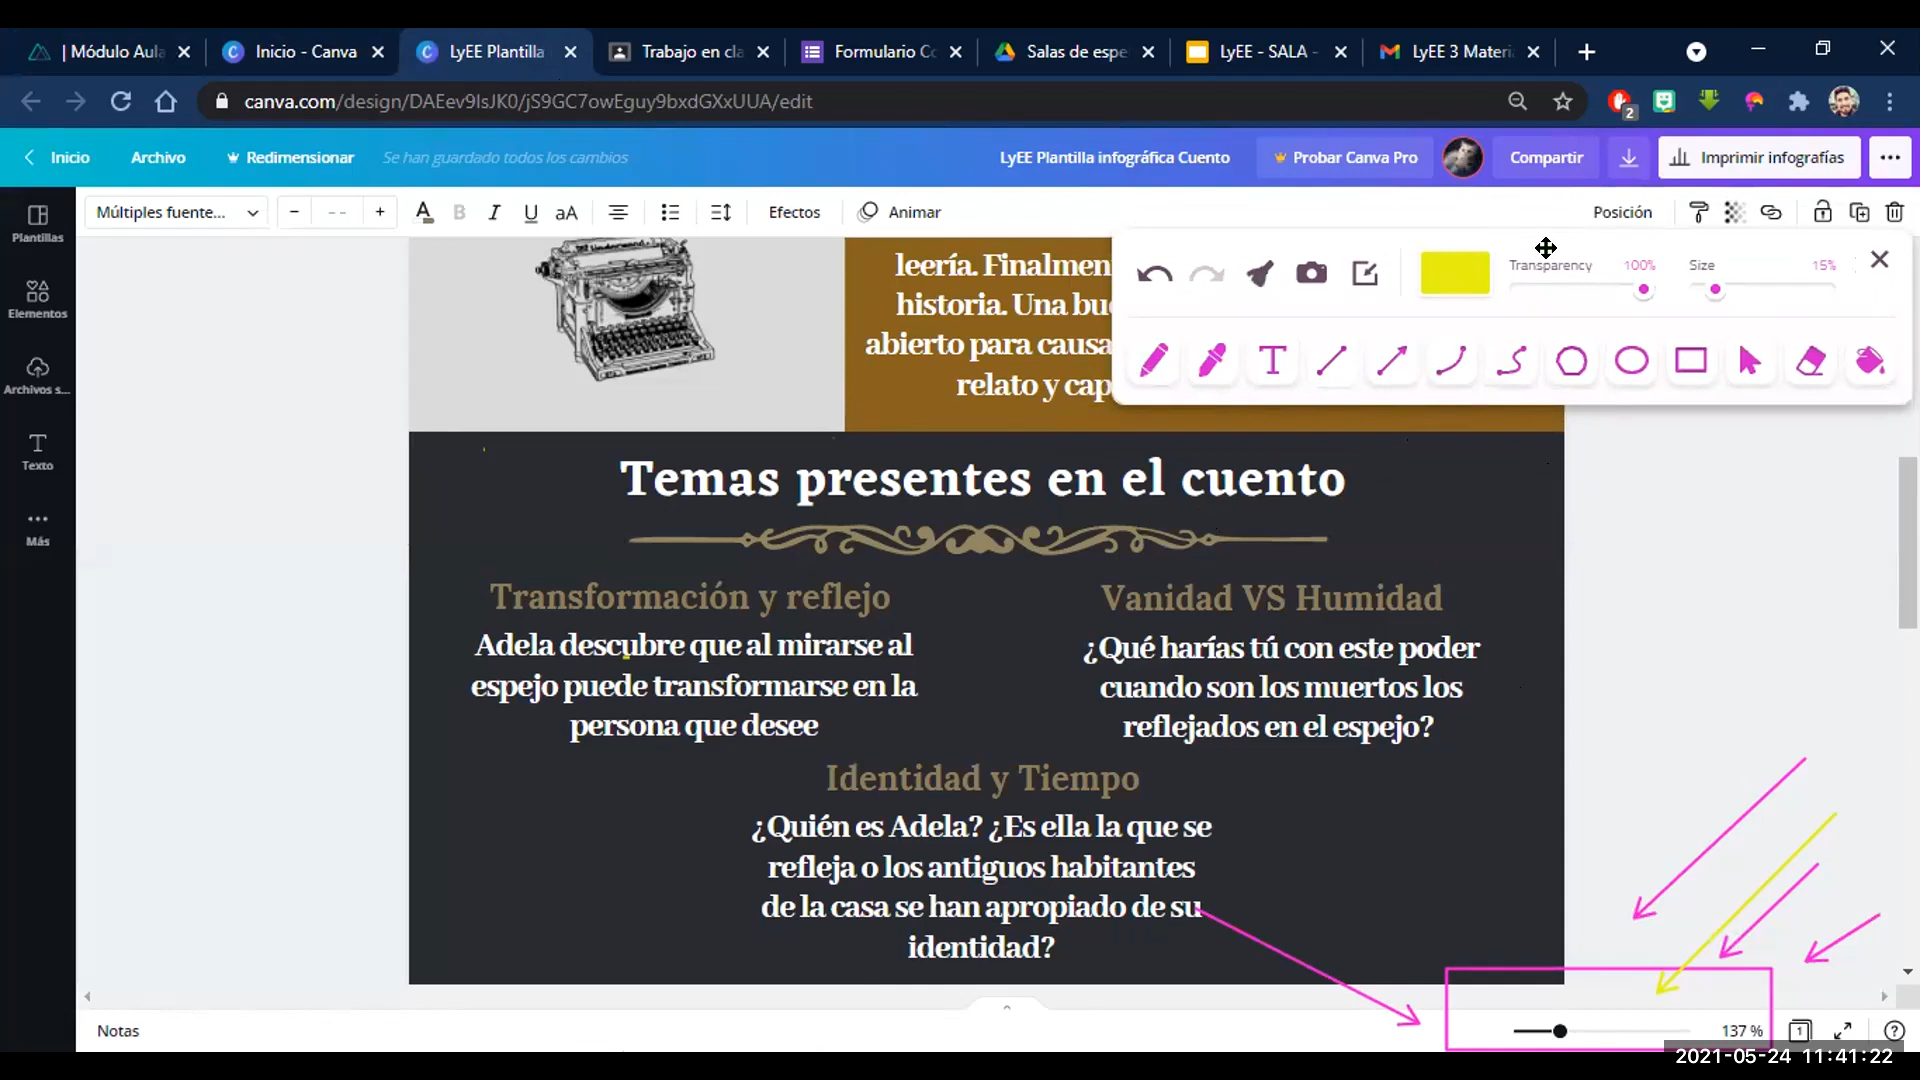 | Módulo Aula
Inicio - Canva
LyEE Plantilla
Trabajo en cla
Formulario Co
Salas de espe
LyEE - SALA -
LyEE 3 Materi
canva.com/design/DAEev9IsJK0/jS9GC7owEguy9bxdGXxUUA/edit
2
Inicio
Archivo
Redimensionar
Se han guardado todos los cambios
LyEE Plantilla infográfica Cuento
Probar Canva Pro
Compartir
Imprimir infografías
Múltiples fuente...
- -
A
B
I
U
aA
Efectos
Animar
Posición
Plantillas
Elementos
Archivos s...
Texto
Más
Transparency 100%
Size 15%
T
Underwood
leería. Finalmen
historia. Una bu
abierto para causa
relato y cap
Temas presentes en el cuento
Transformación y reflejo
Adela descubre que al mirarse al
espejo puede transformarse en la
persona que desee
Vanidad VS Humidad
¿Qué harías tú con este poder
cuando son los muertos los
reflejados en el espejo?
Identidad y Tiempo
¿Quién es Adela? ¿Es ella la que se
refleja o los antiguos habitantes
de la casa se han apropiado de su
identidad?
Notas
137 %
1
2021-05-24 11:41:22